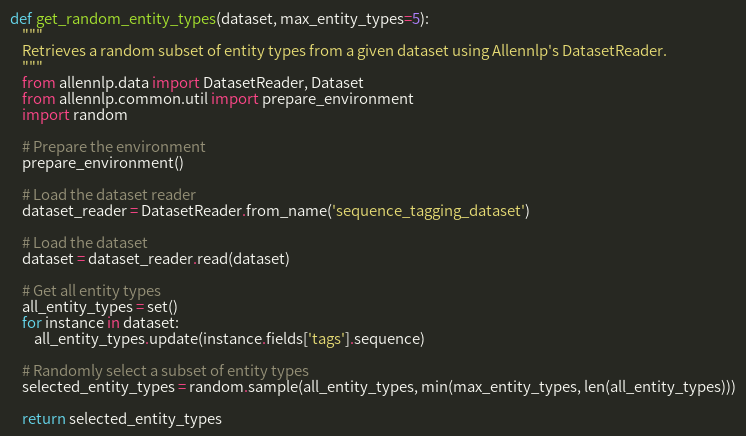 def get_random_entity_types(dataset, max_entity_types=5):
"""
Retrieves a random subset of entity types from a given dataset using Allennlp's DatasetReader.
"""
from allennlp.data import DatasetReader, Dataset
from allennlp.common.util import prepare_environment
import random
# Prepare the environment
prepare_environment()
# Load the dataset reader
dataset_reader = DatasetReader.from_name('sequence_tagging_dataset')
# Load the dataset
dataset = dataset_reader.read(dataset)
# Get all entity types
all_entity_types = set()
for instance in dataset:
all_entity_types.update(instance.fields['tags'].sequence)
# Randomly select a subset of entity types
selected_entity_types = random.sample(all_entity_types, min(max_entity_types, len(all_entity_types)))
return selected_entity_types